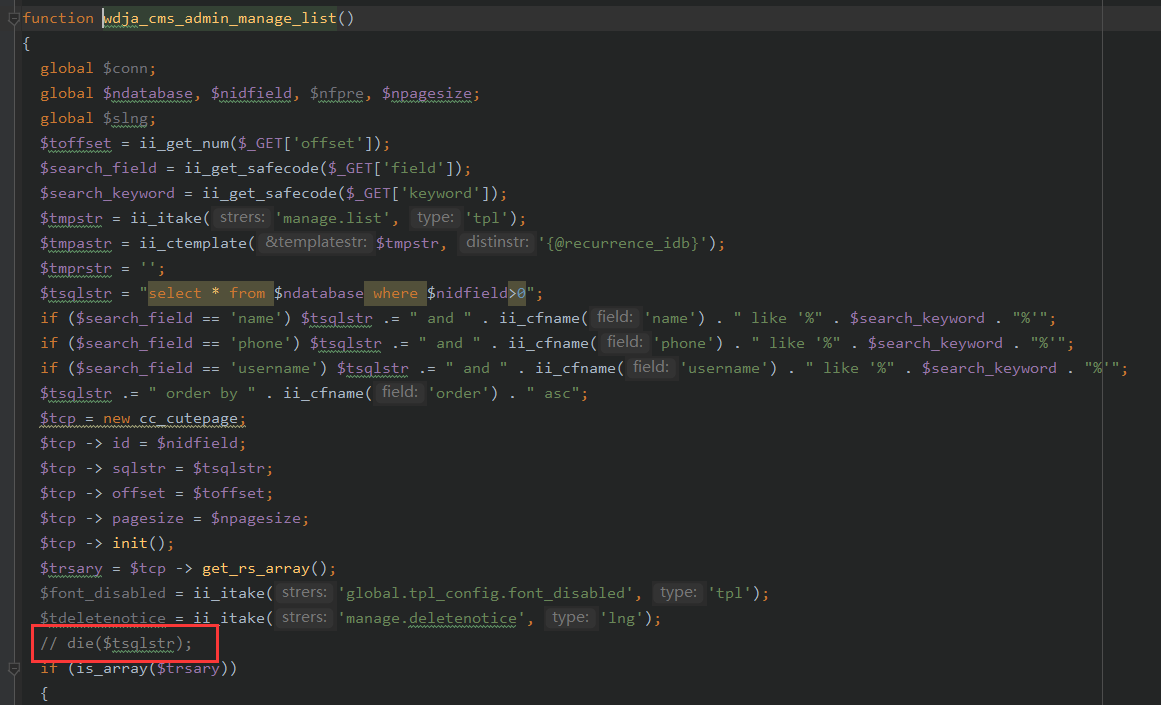 function wdja_cms_admin_manage_list()
{
global $conn;
global $ndatabase, $nidfield, $nfpre, $npagesize;
global $slng;
$toffset = ii_get_num($_GET['offset']);
$search_field = ii_get_safecode($_GET['field']);
$search_keyword = ii_get_safecode($_GET['keyword']);
$tmpstr = ii_itake( strers: 'manage.list', type: 'tpl');
$tmpastr = ii_ctemplate( &templatestr: $tmpstr, distinstr: '{@recurrence_idb}');
$tmprstr = '';
$tsqlstr = "select * from $ndatabase where $nidfield>0";
if ($search_field == 'name') $tsqlstr .= " and " . ii_cfname( field: 'name') . " like '%" . $search_keyword . "%'";
if ($search_field == 'phone') $tsqlstr .= " and " . ii_cfname( field: 'phone') . " like '%" . $search_keyword . "%'";
if ($search_field == 'username') $tsqlstr .= " and " . ii_cfname( field: 'username') . " like '%" . $search_keyword . "%'";
$tsqlstr .= " order by " . ii_cfname( field: 'order') . " asc";
$tcp = new cc_cutepage;
$tcp -> id = $nidfield;
$tcp -> sqlstr = $tsqlstr;
$tcp -> offset = $toffset;
$tcp -> pagesize = $npagesize;
$tcp -> init();
$trsary = $tcp -> get_rs_array();
$font_disabled = ii_itake( strers: 'global.tpl_config.font_disabled', type: 'tpl');
$tdeletenotice = ii_itake( strers: 'manage.deletenotice', type: 'lng');
// die($tsqlstr);
if (is_array($trsary))
{